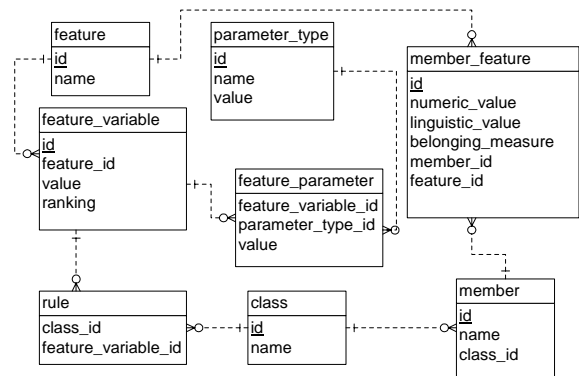 feature
id
name
parameter_type
id
name
value
member_feature
id
numeric_value
linguistic_value
belonging_measure
member_id
feature_id
feature_variable
id
feature_id
value
ranking
feature_parameter
feature_variable_id
parameter_type_id
value
rule
class_id
feature_variable_id
class
id
name
member
id
name
class_id